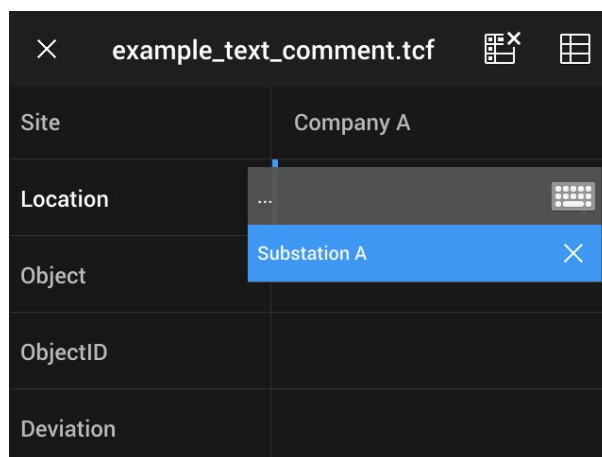 example_text_comment.tcf
Site
Company A
Location
...
Substation A
Object
ObjectID
Deviation